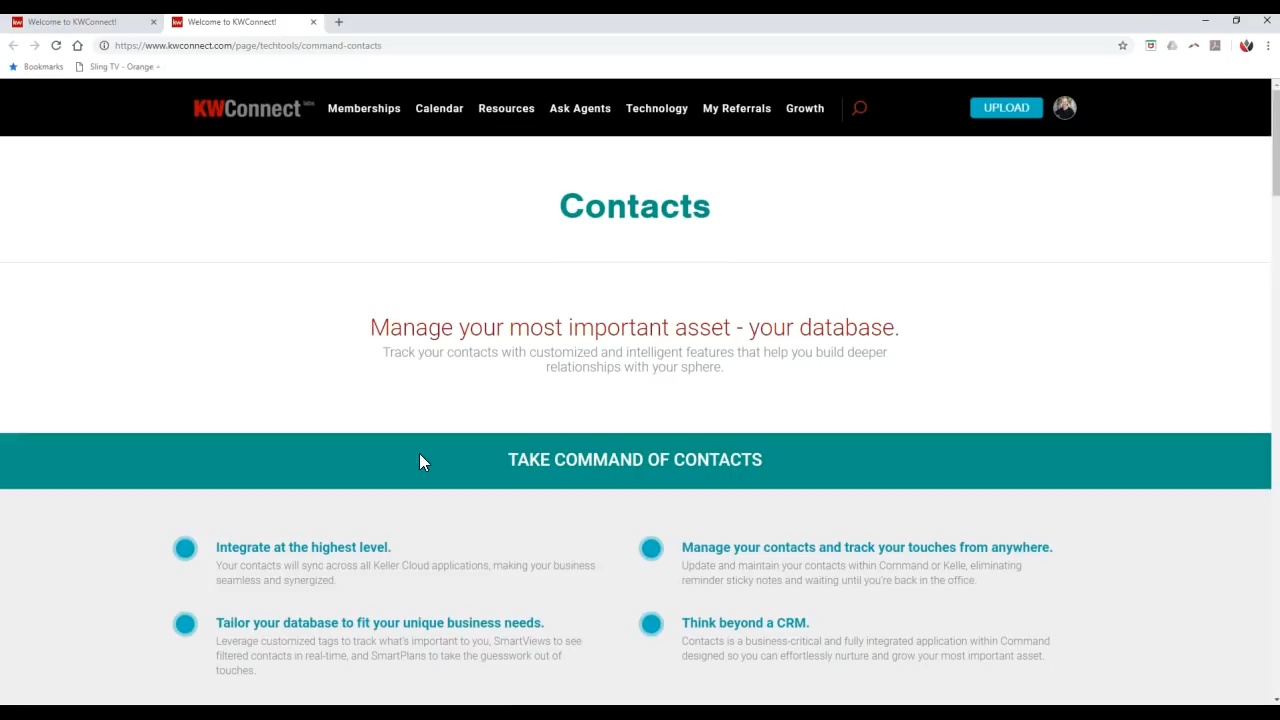 Welcome to KWConnect!
Welcome to KWConnect!
https://www.kwconnect.com/page/techtools/command-contacts
Bookmarks
Sling TV - Orange +
KWConnect labs
Memberships
Calendar
Resources
Ask Agents
Technology
My Referrals
Growth
UPLOAD
Contacts
Manage your most important asset - your database.
Track your contacts with customized and intelligent features that help you build deeper
relationships with your sphere.
TAKE COMMAND OF CONTACTS
Integrate at the highest level.
Your contacts will sync across all Keller Cloud applications, making your business
seamless and synergized.
Manage your contacts and track your touches from anywhere.
Update and maintain your contacts within Command or Kelle, eliminating
reminder sticky notes and waiting until you're back in the office.
Tailor your database to fit your unique business needs.
Leverage customized tags to track what's important to you, SmartViews to see
filtered contacts in real-time, and SmartPlans to take the guesswork out of
touches.
Think beyond a CRM.
Contacts is a business-critical and fully integrated application within Command
designed so you can effortlessly nurture and grow your most important asset.